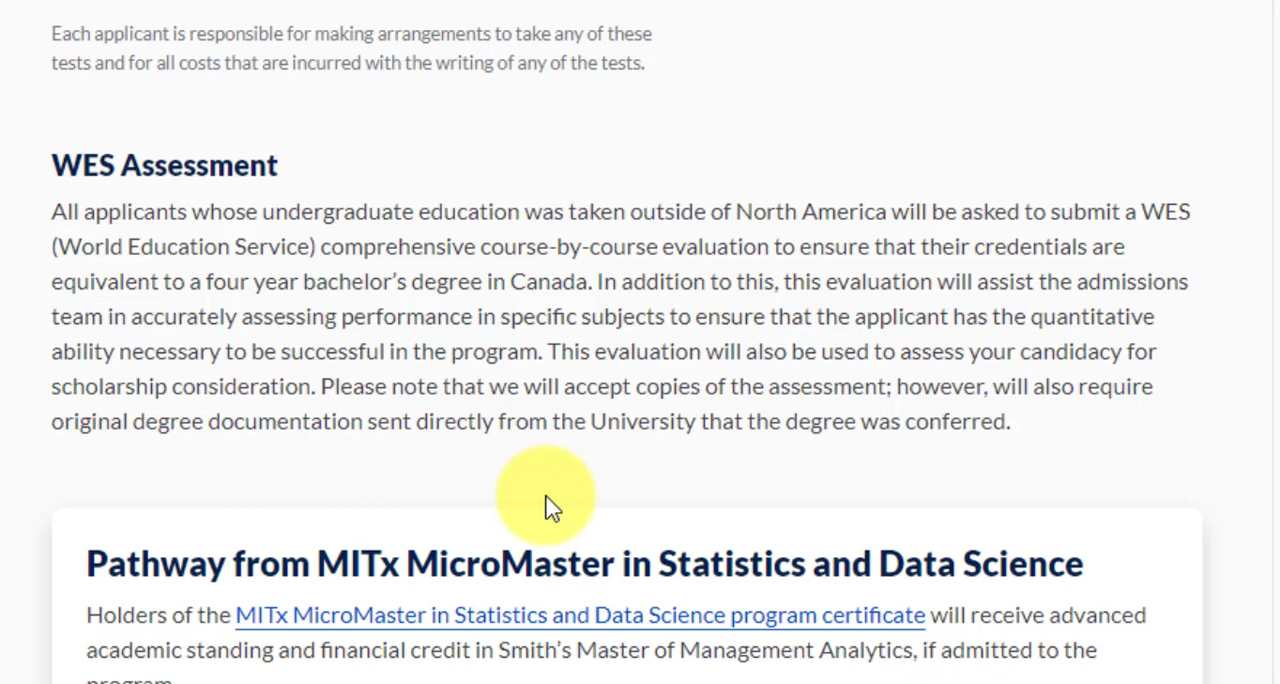 Each applicant is responsible for making arrangements to take any of these
tests and for all costs that are incurred with the writing of any of the tests.
WES Assessment
All applicants whose undergraduate education was taken outside of North America will be asked to submit a WES
(World Education Service) comprehensive course-by-course evaluation to ensure that their credentials are
equivalent to a four year bachelor’s degree in Canada. In addition to this, this evaluation will assist the admissions
team in accurately assessing performance in specific subjects to ensure that the applicant has the quantitative
ability necessary to be successful in the program. This evaluation will also be used to assess your candidacy for
scholarship consideration. Please note that we will accept copies of the assessment; however, will also require
original degree documentation sent directly from the University that the degree was conferred.
Pathway from MITx MicroMaster in Statistics and Data Science
Holders of the MITx MicroMaster in Statistics and Data Science program certificate will receive advanced
academic standing and financial credit in Smith’s Master of Management Analytics, if admitted to the
program.